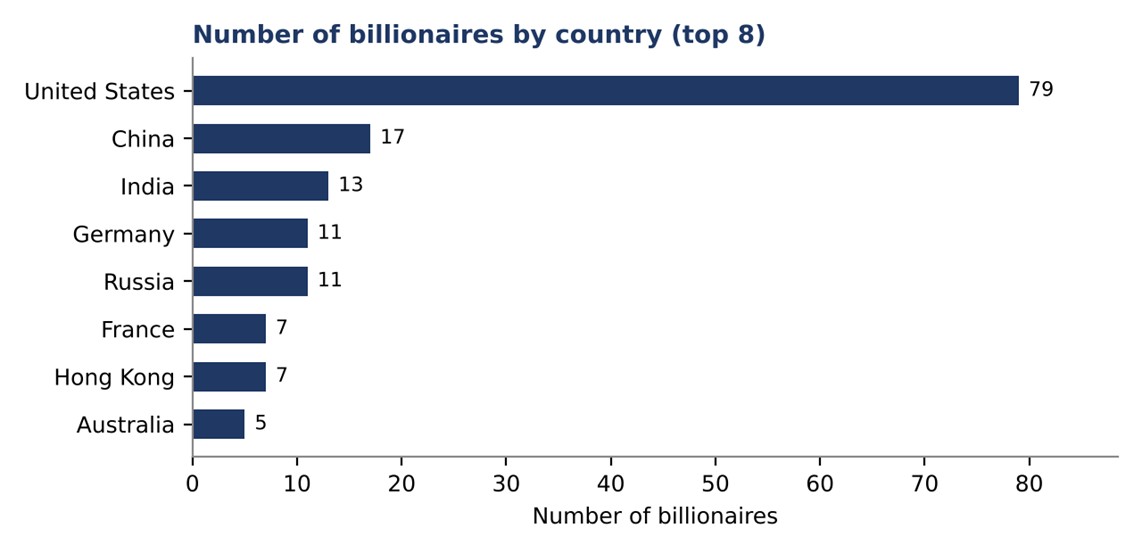 Number of billionaires by country (top 8)
United States 79
China 17
India 13
Germany 11
Russia 11
France 7
Hong Kong 7
Australia 5
0 10 20 30 40 50 60 70 80
Number of billionaires